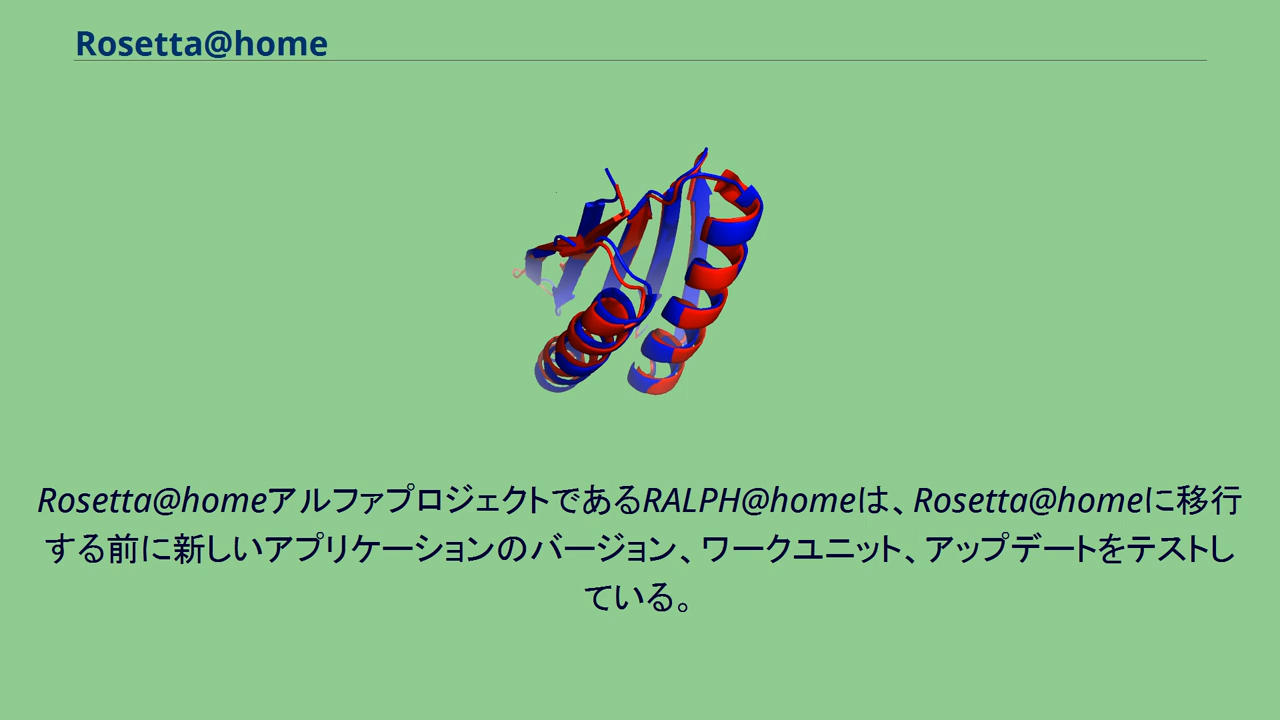 Rosetta@home
Rosetta@homeアルファプロジェクトであるRALPH@homeは、Rosetta@homeに移行
する前に新しいアプリケーションのバージョン、ワークユニット、アップデートをテストし
ている。